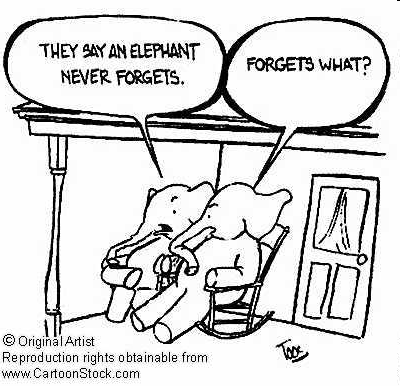 THEY SAY AN ELEPHANT
NEVER FORGETS.
FORGETS WHAT?
© Original Artist
Reproduction rights obtainable from
www.CartoonStock.com